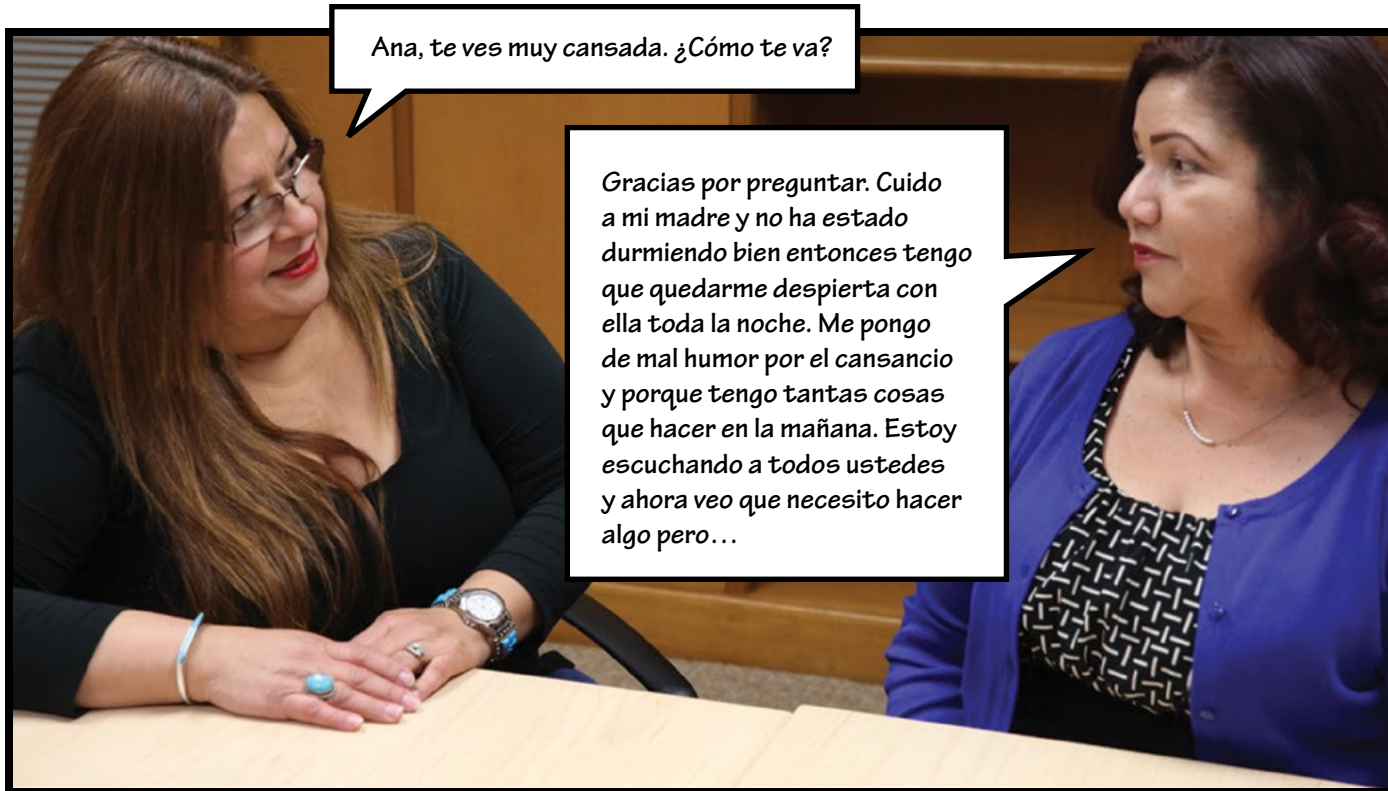 Ana, te ves muy cansada. ¿Cómo te va?
Gracias por preguntar. Cuido
a mi madre y no ha estado
durmiendo bien entonces tengo
que quedarme despierta con
ella toda la noche. Me pongo
de mal humor por el cansancio
y porque tengo tantas cosas
que hacer en la mañana. Estoy
escuchando a todos ustedes
y ahora veo que necesito hacer
algo pero…